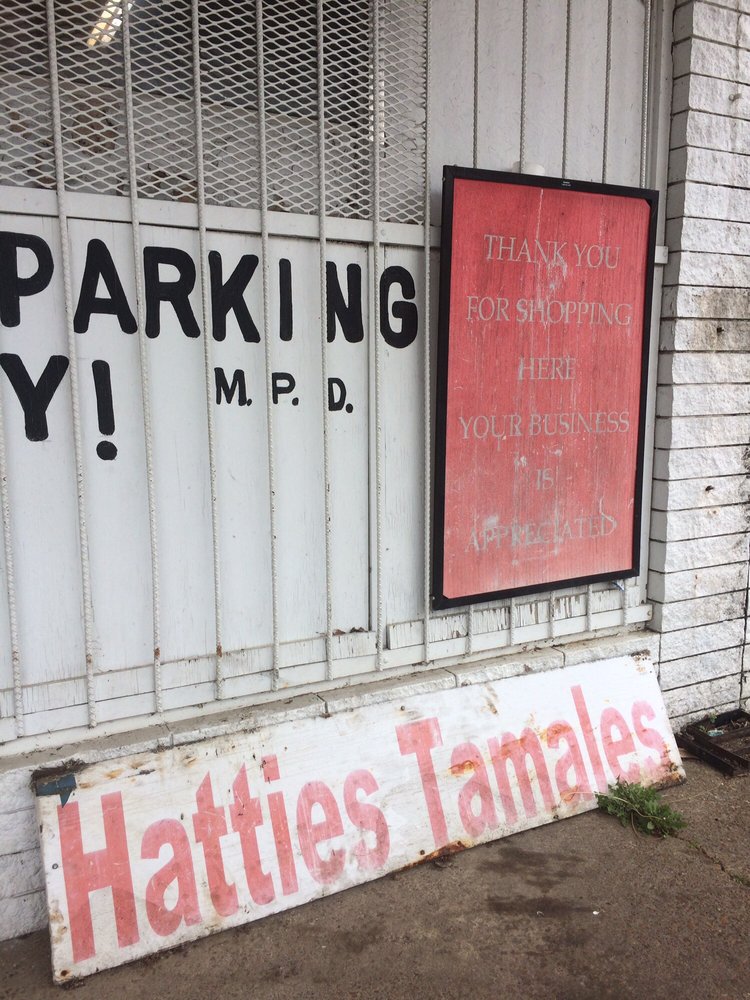 PARKING
Y! M.P.D.
THANK YOU
FOR SHOPPING
HERE
YOUR BUSINESS
IS
APPRECIATED
Hatties Tamales